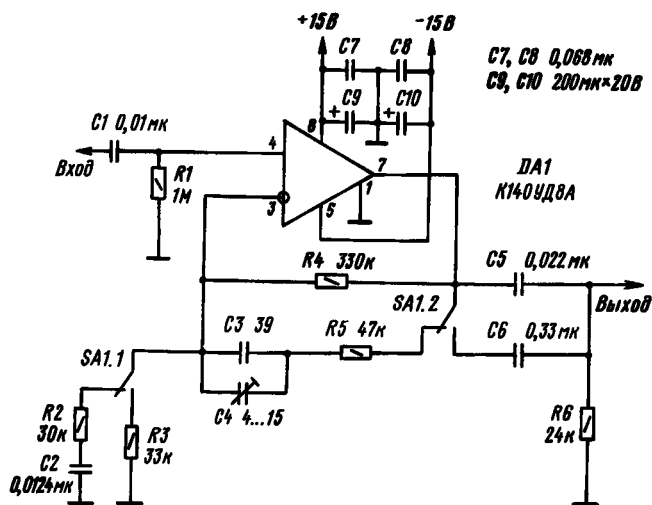 +15В
-15В
C7
C8
C7, C8 0,068мк
C9, C10 200мк×20В
+
C9
+
C10
C1 0,01мк
6
4
Вход
R1
1М
7
DA1
К140УД8А
3
1
5
R4 330к
C5
0,022мк
Выход
SA1.2
C3
39
R5
47к
C6
0,33мк
SA1.1
C4
4...15
R2
30к
R3
33к
R6
24к
C2
0,0124мк